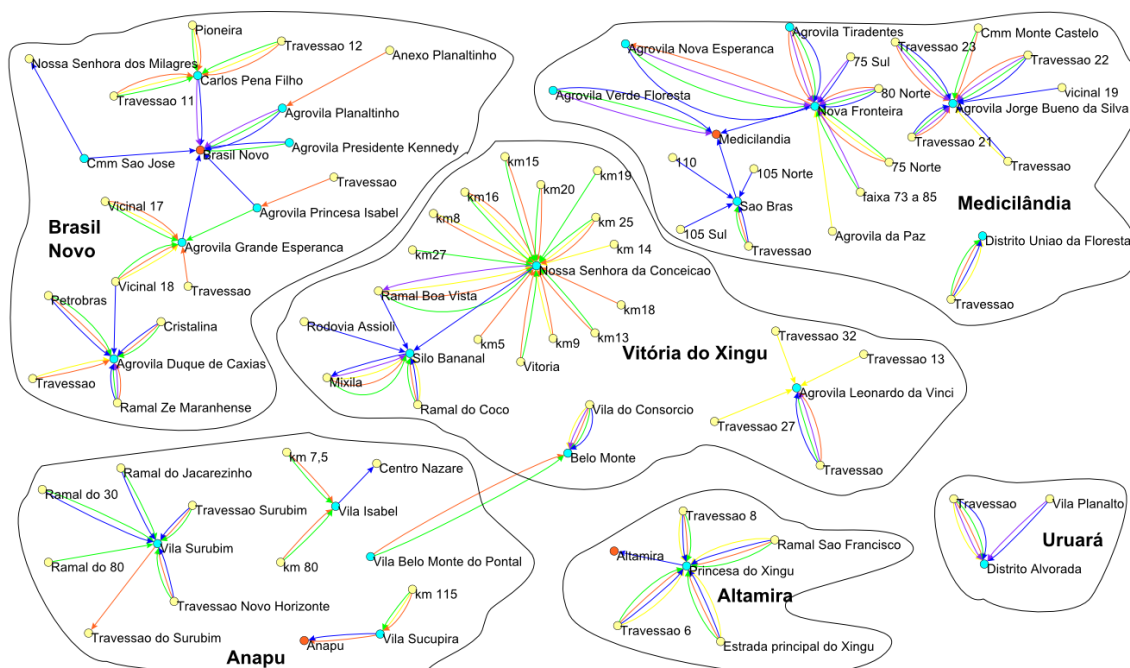 Pioneira
Travessao 12
Nossa Senhora dos Milagres
Anexo Planaltinho
Carlos Pena Filho
Travessao 11
Agrovila Planaltinho
Brasil Novo
Agrovila Presidente Kennedy
Cmm Sao Jose
Travessao
Vicinal 17
Agrovila Princesa Isabel
Brasil
Novo
Agrovila Grande Esperanca
Vicinal 18
Travessao
Petrobras
Cristalina
Agrovila Duque de Caxias
Travessao
Ramal Ze Maranhense
Agrovila Tiradentes
Agrovila Nova Esperanca
Travessao 23
Cmm Monte Castelo
75 Sul
Travessao 22
Agrovila Verde Floresta
80 Norte
vicinal 19
Nova Fronteira
Agrovila Jorge Bueno da Silva
Medicilandia
Travessao 21
110
105 Norte
75 Norte
Travessao
faixa 73 a 85
Medicilândia
Sao Bras
105 Sul
Agrovila da Paz
Travessao
Distrito Uniao da Floresta
Travessao
km15
km16
km20
km19
km8
km 25
km27
km 14
Nossa Senhora da Conceicao
Ramal Boa Vista
km18
Rodovia Assioli
km5
km9
km13
Silo Bananal
Vitória do Xingu
Vitoria
Mixila
Ramal do Coco
Travessao 32
Travessao 13
Agrovila Leonardo da Vinci
Travessao 27
Travessao
Vila do Consorcio
Belo Monte
km 7,5
Centro Nazare
Ramal do Jacarezinho
Ramal do 30
Travessao Surubim
Vila Isabel
Vila Surubim
Ramal do 80
km 80
Vila Belo Monte do Pontal
Travessao Novo Horizonte
km 115
Travessao do Surubim
Anapu
Vila Sucupira
Anapu
Travessao 8
Altamira
Ramal Sao Francisco
Princesa do Xingu
Altamira
Travessao 6
Estrada principal do Xingu
Travessao
Vila Planalto
Uruará
Distrito Alvorada